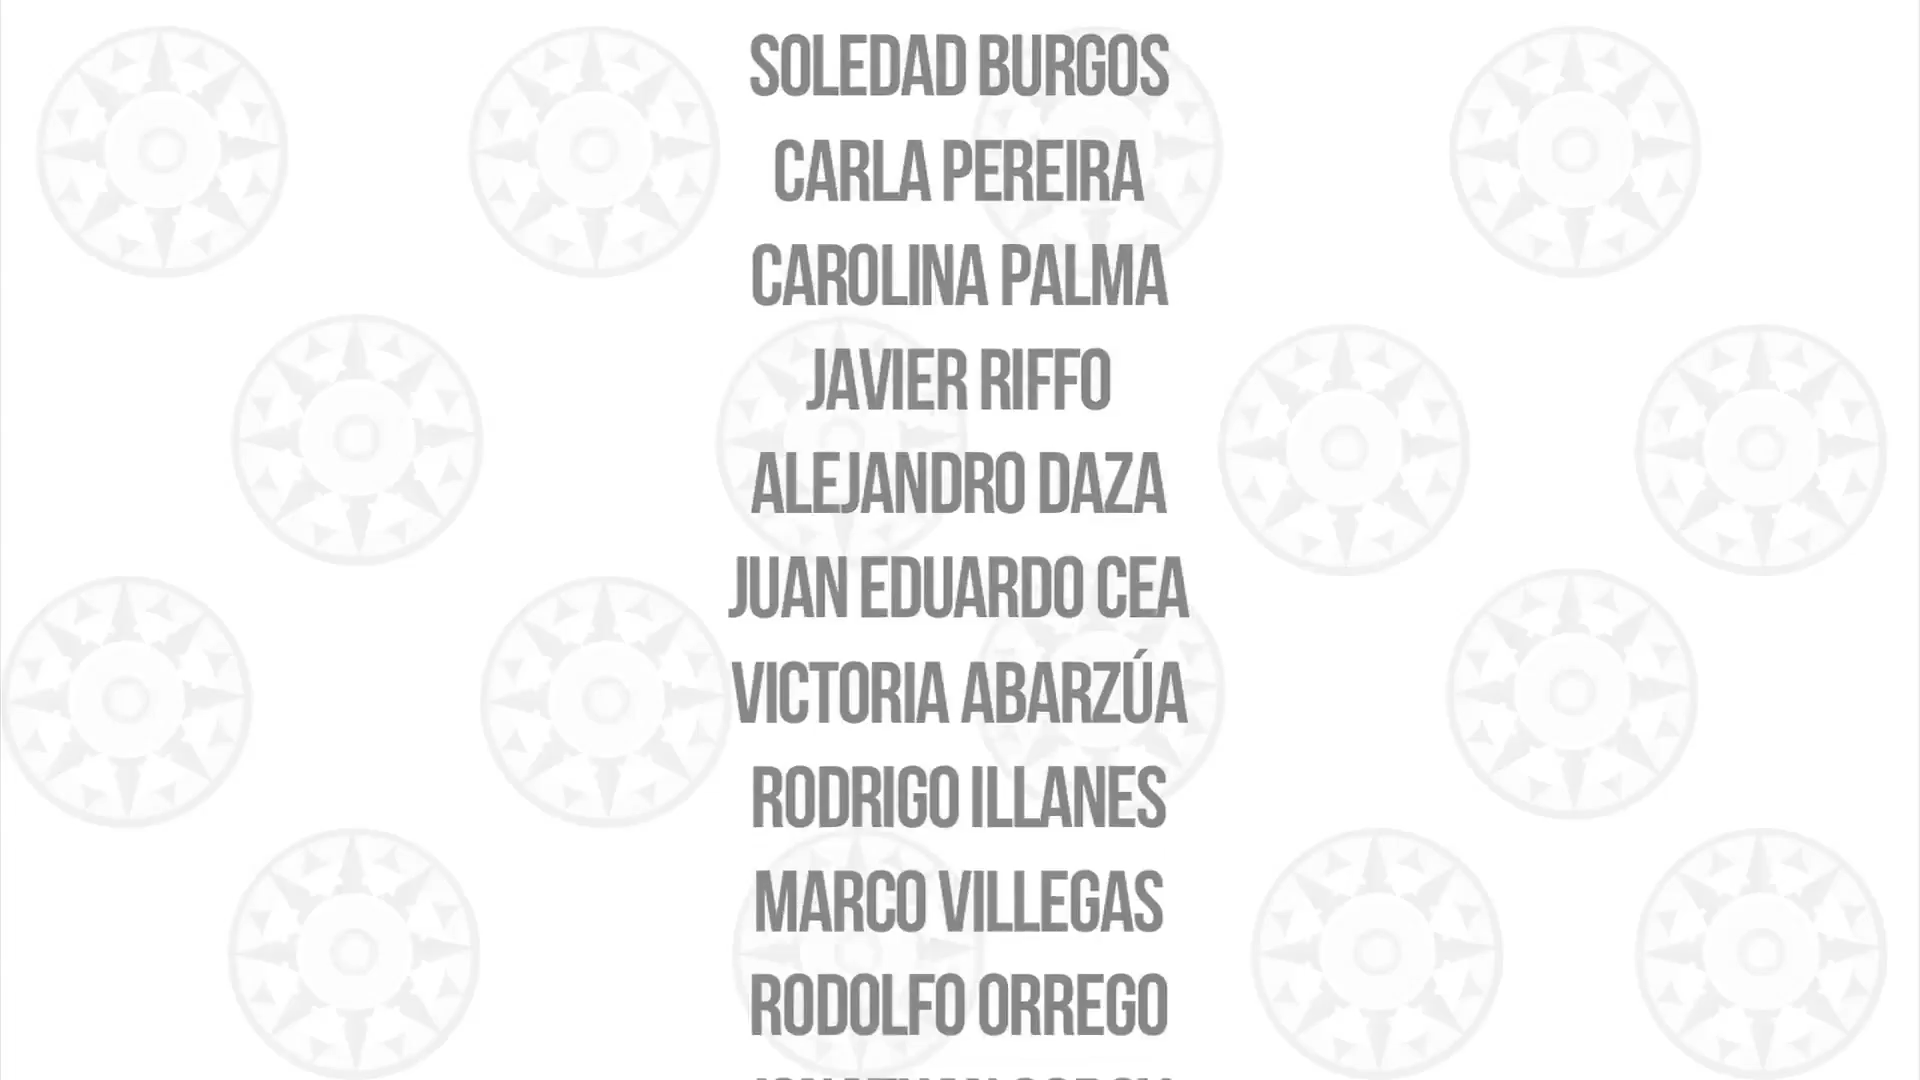 SOLEDAD BURGOS
CARLA PEREIRA
CAROLINA PALMA
JAVIER RIFFO
ALEJANDRO DAZA
JUAN EDUARDO CEA
VICTORIA ABARZÚA
RODRIGO ILLANES
MARCO VILLEGAS
RODOLFO ORREGO